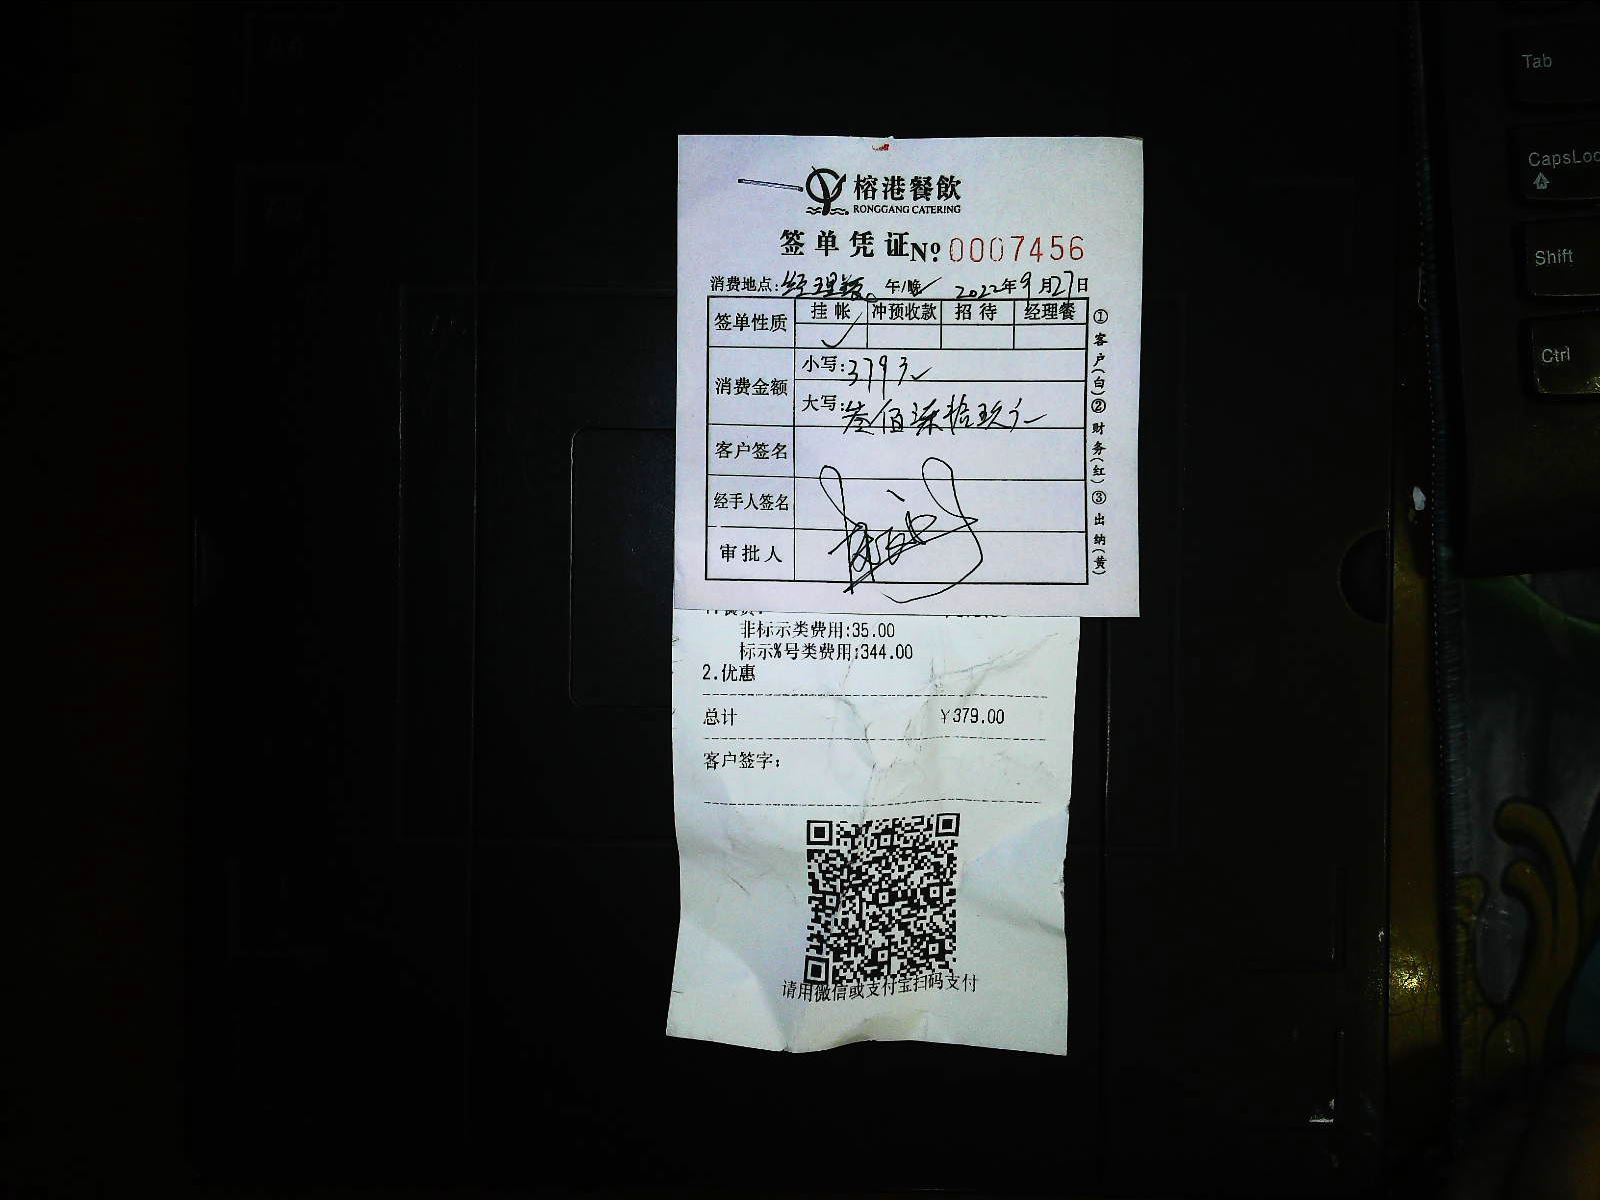 榕港餐飲
RONGGANG CATERING
签单凭证№ 0007456
消费地点:经理餐。 午/晚✓ 2022年9月27日
签单性质 挂帐 冲预收款 招待 经理餐
✓
消费金额 小写:379元
大写:叁佰柒拾玖元
客户签名
经手人签名
审批人
①客户(白)②财务(红)③出纳(黄)
非标示类费用:35.00
标示%号类费用:344.00
2.优惠
总计 ￥379.00
客户签字:
请用微信或支付宝扫码支付
Tab
CapsLoc
Shift
Ctrl